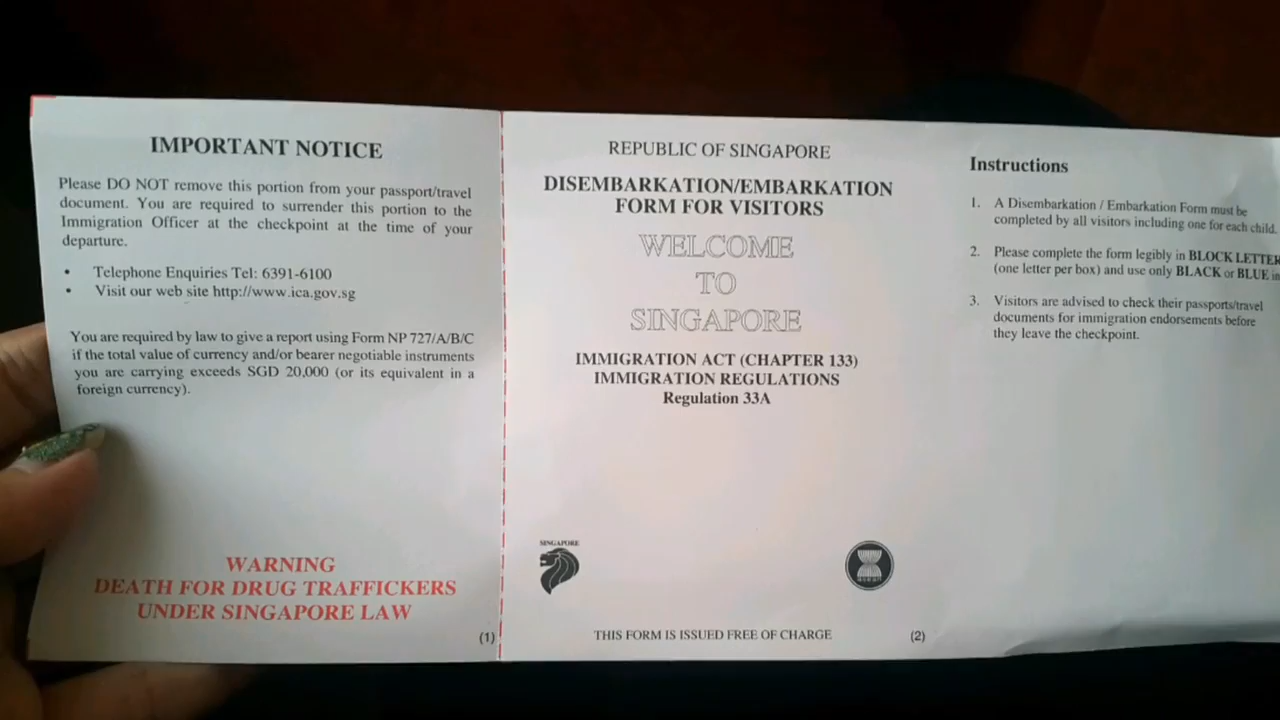 IMPORTANT NOTICE
Please DO NOT remove this portion from your passport/travel
document. You are required to surrender this portion to the
Immigration Officer at the checkpoint at the time of your
departure.
• Telephone Enquiries Tel: 6391-6100
• Visit our web site http://www.ica.gov.sg
You are required by law to give a report using Form NP 727/A/B/C
if the total value of currency and/or bearer negotiable instruments
you are carrying exceeds SGD 20,000 (or its equivalent in a
foreign currency).
WARNING
DEATH FOR DRUG TRAFFICKERS
UNDER SINGAPORE LAW
(1)
REPUBLIC OF SINGAPORE
DISEMBARKATION/EMBARKATION
FORM FOR VISITORS
WELCOME
TO
SINGAPORE
IMMIGRATION ACT (CHAPTER 133)
IMMIGRATION REGULATIONS
Regulation 33A
SINGAPORE
asean
THIS FORM IS ISSUED FREE OF CHARGE
(2)
Instructions
1. A Disembarkation / Embarkation Form must be
completed by all visitors including one for each child.
2. Please complete the form legibly in BLOCK LETTER
(one letter per box) and use only BLACK or BLUE in
3. Visitors are advised to check their passports/travel
documents for immigration endorsements before
they leave the checkpoint.